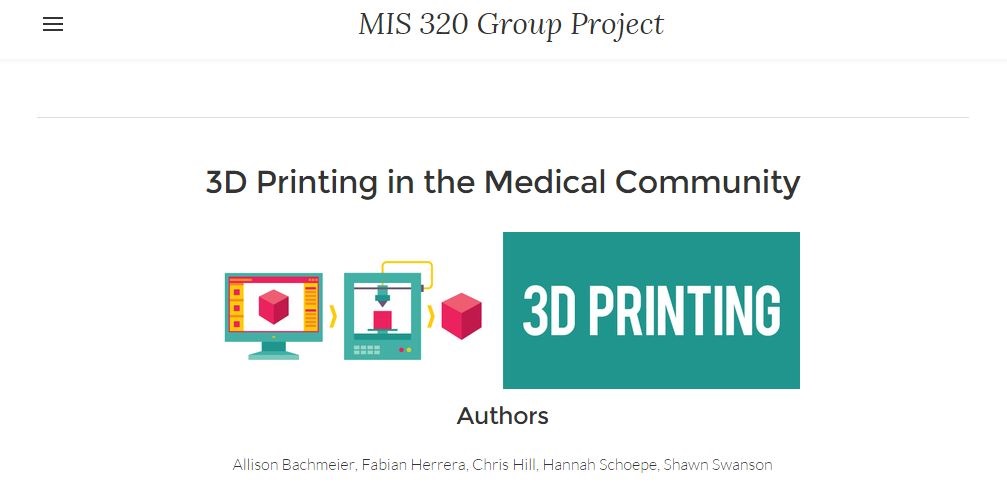 MIS 320 Group Project
3D Printing in the Medical Community
3D PRINTING
Authors
Allison Bachmeier, Fabian Herrera, Chris Hill, Hannah Schoepe, Shawn Swanson